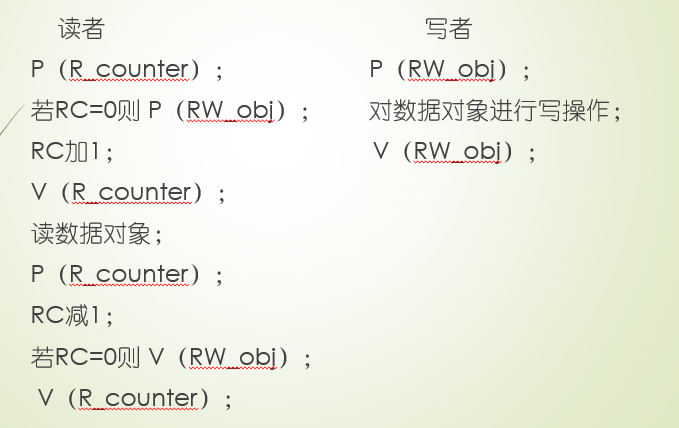 读者
P（R_counter）；
若RC=0则 P（RW_obj）；
RC加1；
V（R_counter）；
读数据对象；
P（R_counter）；
RC减1；
若RC=0则 V（RW_obj）；
V（R_counter）；
写者
P（RW_obj）；
对数据对象进行写操作；
V（RW_obj）；